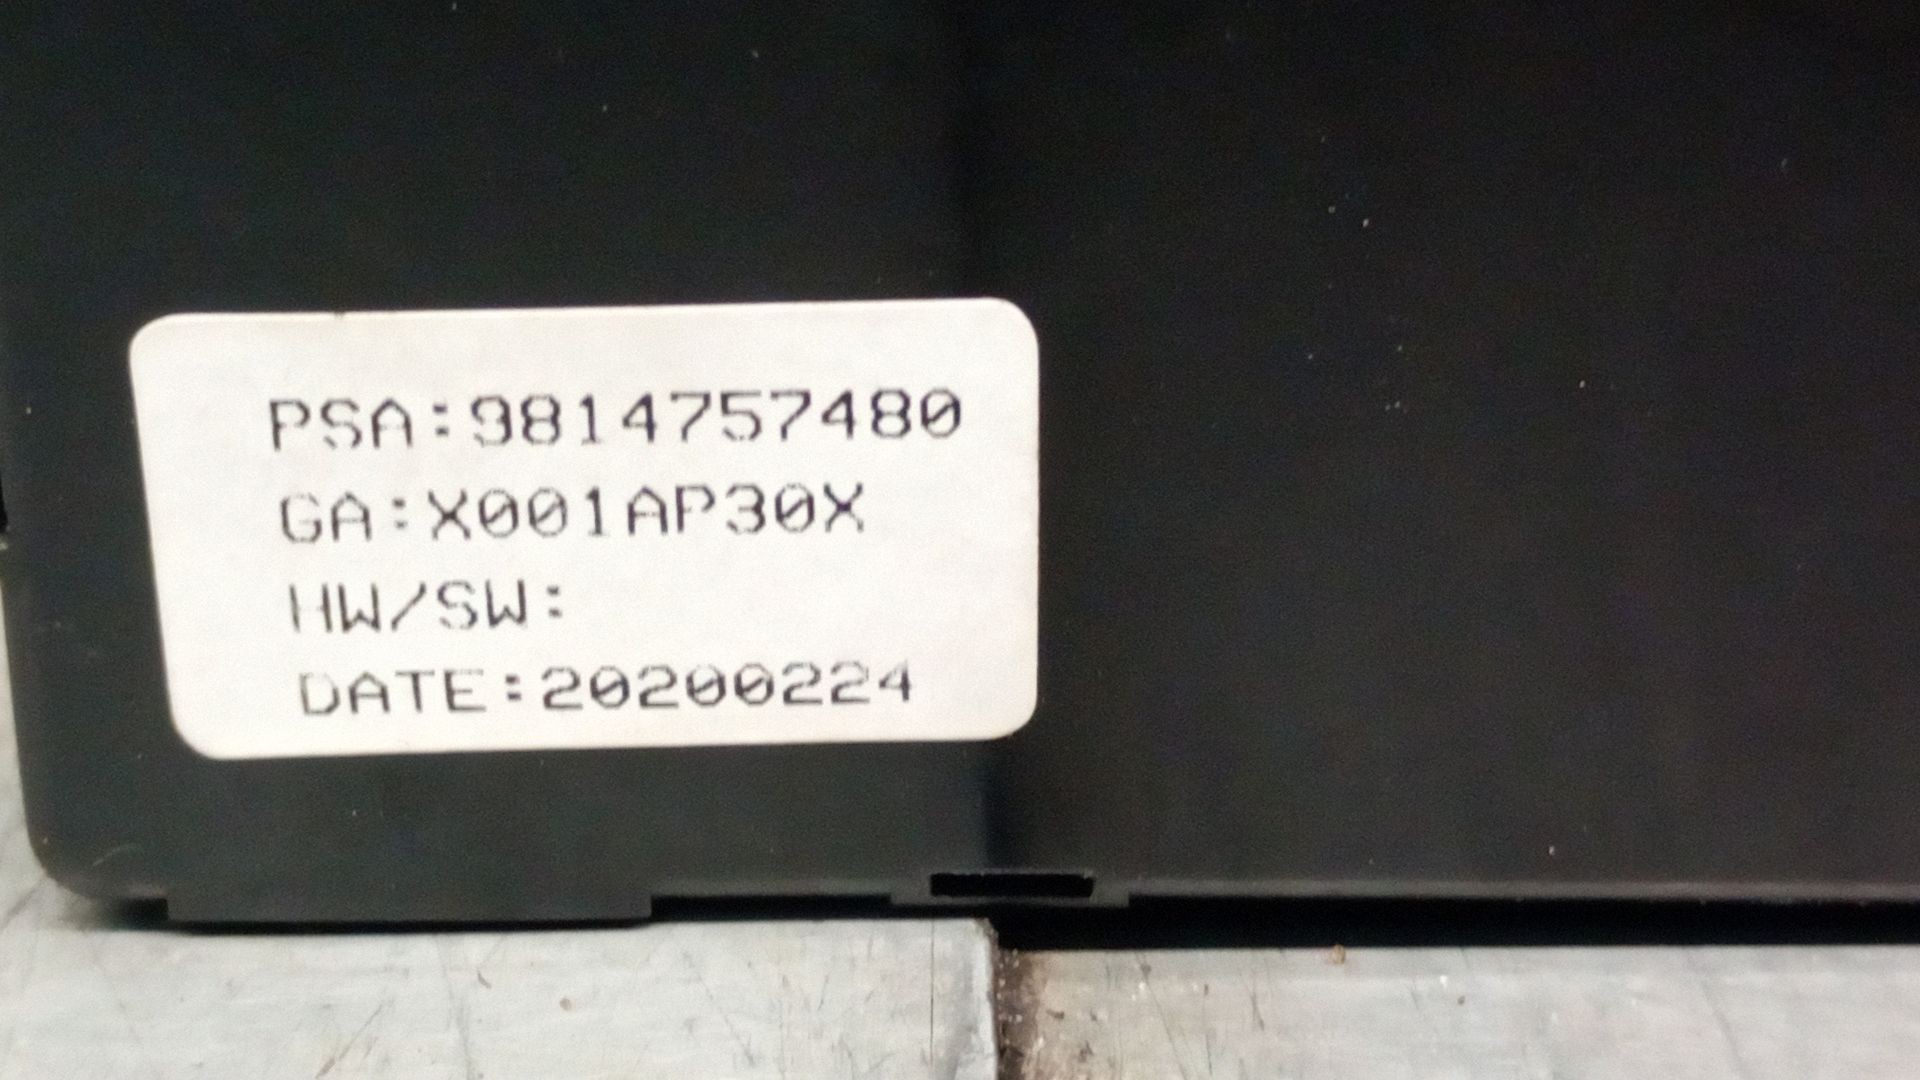 PSA:9814757480
GA:X001AP30X
HW/SW:
DATE:20200224